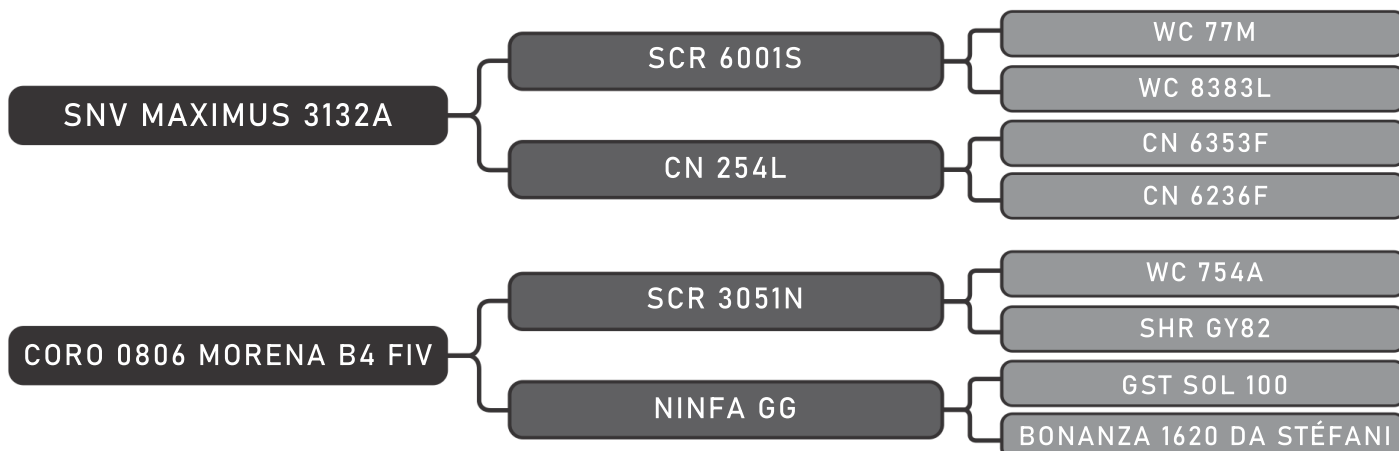 SNV MAXIMUS 3132A
SCR 6001S
WC 77M
WC 8383L
CN 254L
CN 6353F
CN 6236F
CORO 0806 MORENA B4 FIV
SCR 3051N
WC 754A
SHR GY82
NINFA GG
GST SOL 100
BONANZA 1620 DA STÉFANI